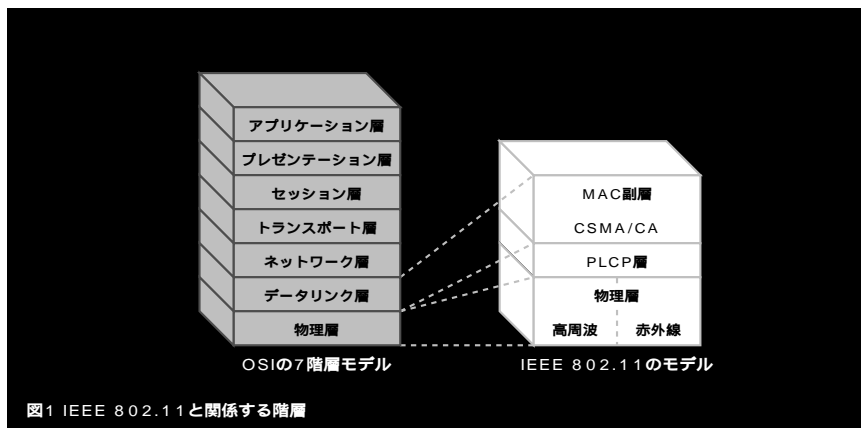 アプリケーション層
プレゼンテーション層
セッション層
トランスポート層
ネットワーク層
データリンク層
物理層
OSIの7階層モデル
MAC副層
CSMA/CA
PLCP層
物理層
高周波 赤外線
IEEE 802.11のモデル
図1 IEEE 802.11と関係する階層